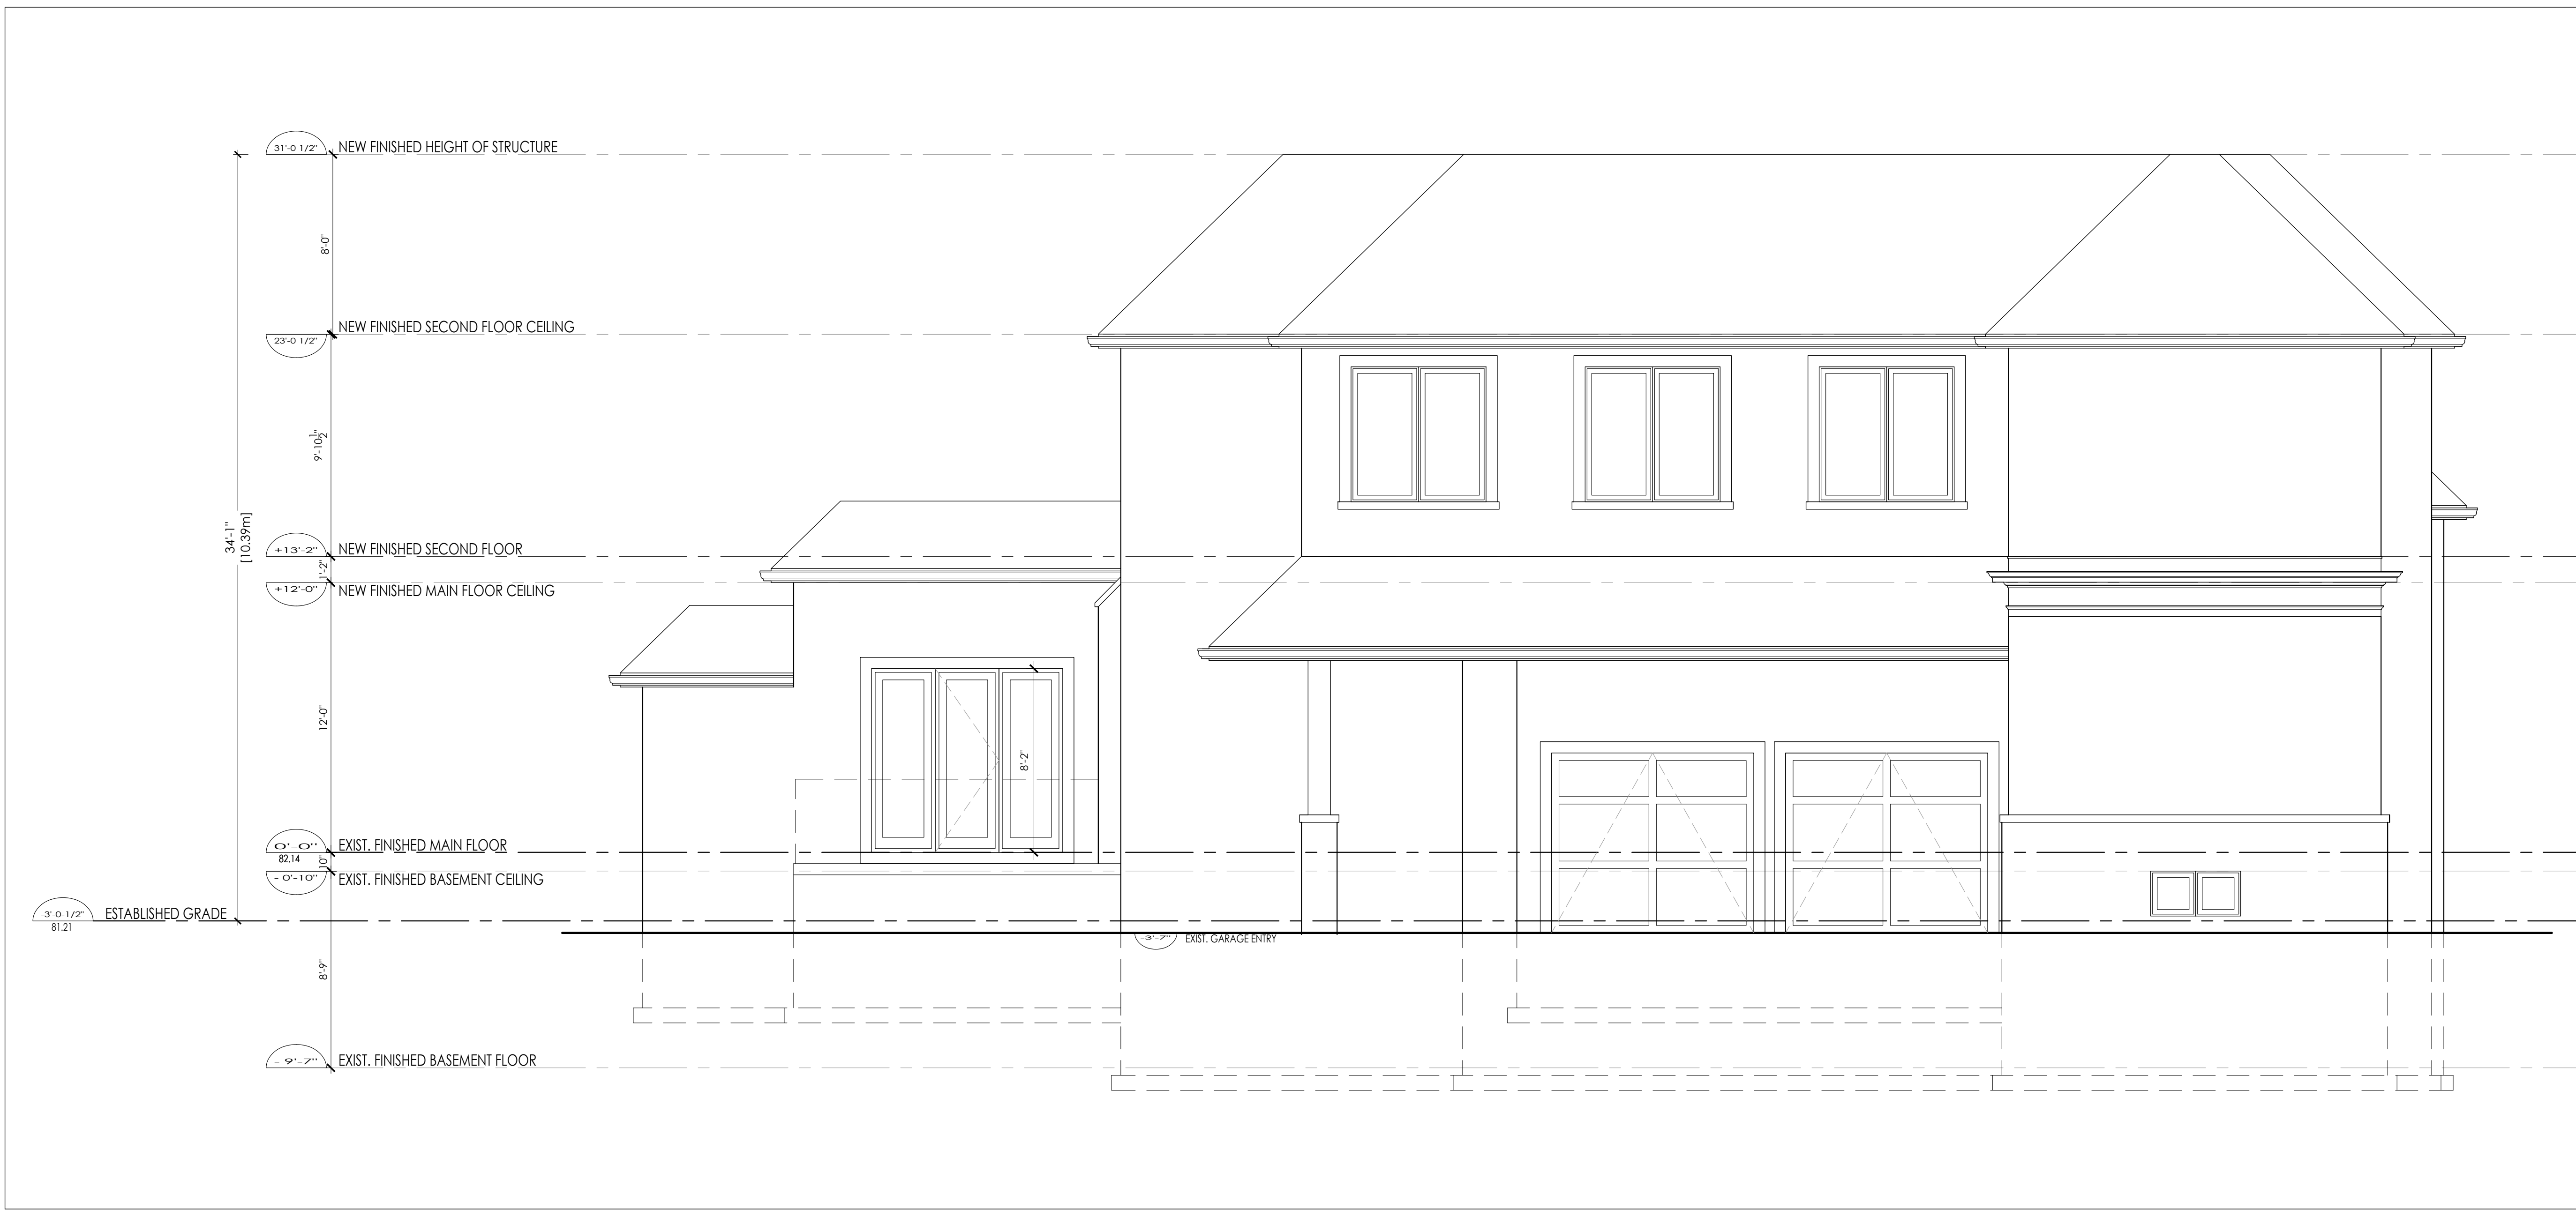 31'-0 1/2" NEW FINISHED HEIGHT OF STRUCTURE
8'-0"
NEW FINISHED SECOND FLOOR CEILING
23'-0 1/2"
9'-10 1/2"
34'-1"
[10.39m]
+13'-2" NEW FINISHED SECOND FLOOR
1'-2"
+12'-0" NEW FINISHED MAIN FLOOR CEILING
12'-0"
8'-2"
0'-0" EXIST. FINISHED MAIN FLOOR
82.14
10"
- 0'-10" EXIST. FINISHED BASEMENT CEILING
-3'-0-1/2" ESTABLISHED GRADE
81.21
-3'-7" EXIST. GARAGE ENTRY
8'-9"
- 9'-7" EXIST. FINISHED BASEMENT FLOOR